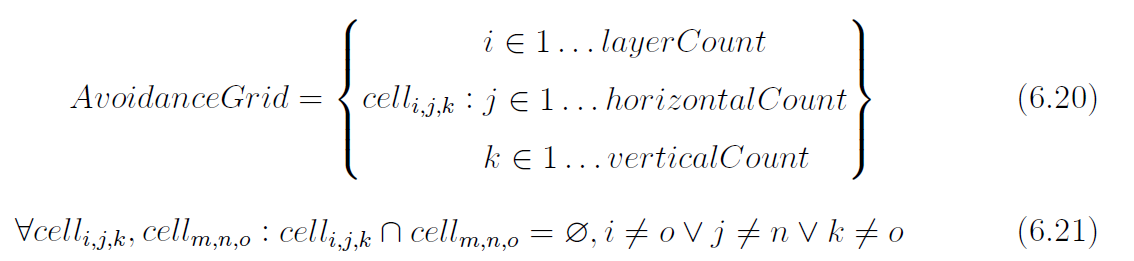 i ∈ 1 … layerCount
AvoidanceGrid = { cell_{i,j,k} : j ∈ 1 … horizontalCount } (6.20)
k ∈ 1 … verticalCount
∀cell_{i,j,k}, cell_{m,n,o} : cell_{i,j,k} ∩ cell_{m,n,o} = ∅, i ≠ o ∨ j ≠ n ∨ k ≠ o (6.21)